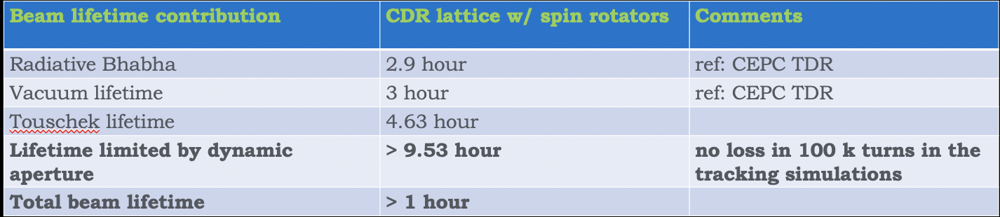 Beam lifetime contribution CDR lattice w/ spin rotators Comments
Radiative Bhabha 2.9 hour ref: CEPC TDR
Vacuum lifetime 3 hour ref: CEPC TDR
Touschek lifetime 4.63 hour
Lifetime limited by dynamic > 9.53 hour no loss in 100 k turns in the
aperture tracking simulations
Total beam lifetime > 1 hour